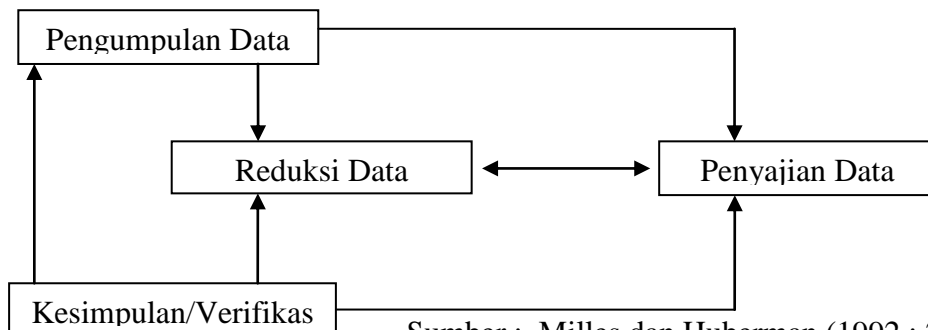 Pengumpulan Data
Reduksi Data
Penyajian Data
Kesimpulan/Verifikas
Sumber : Milles dan Huberman (1992 :